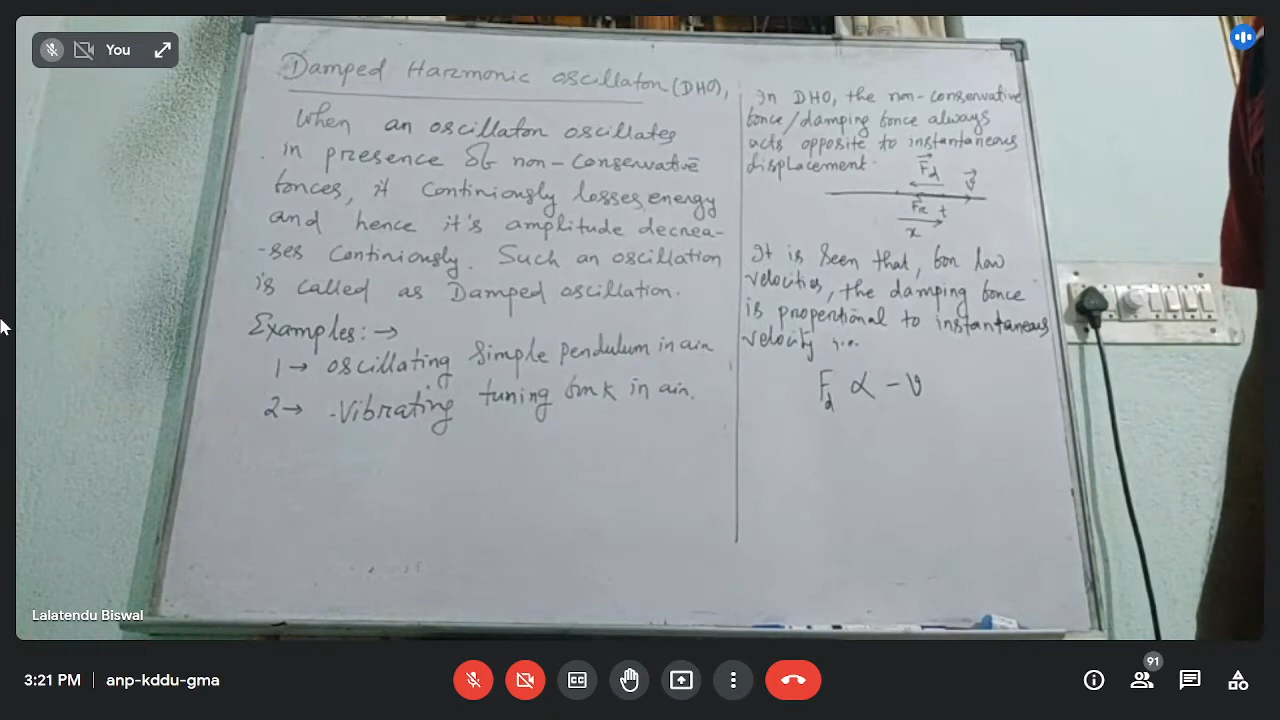 You
Damped Harmonic oscillator (DHO),
When an oscillator oscillates
in presence of non-conservative
forces, it continiously losses energy
and hence it's amplitude decrea-
-ses continiously. Such an oscillation
is called as Damped oscillation.
Examples: →
1 → oscillating simple pendulum in air
2 → Vibrating tuning fork in air.
In DHO, the non-conservative
force/damping force always
acts opposite to instantaneous
displacement.
F⃗d v⃗
F⃗R t
x
It is seen that, for low
velocities, the damping force
is propertional to instantaneous
velocity i.e.
Fd ∝ - v
Lalatendu Biswal
3:21 PM | anp-kddu-gma
CC
91